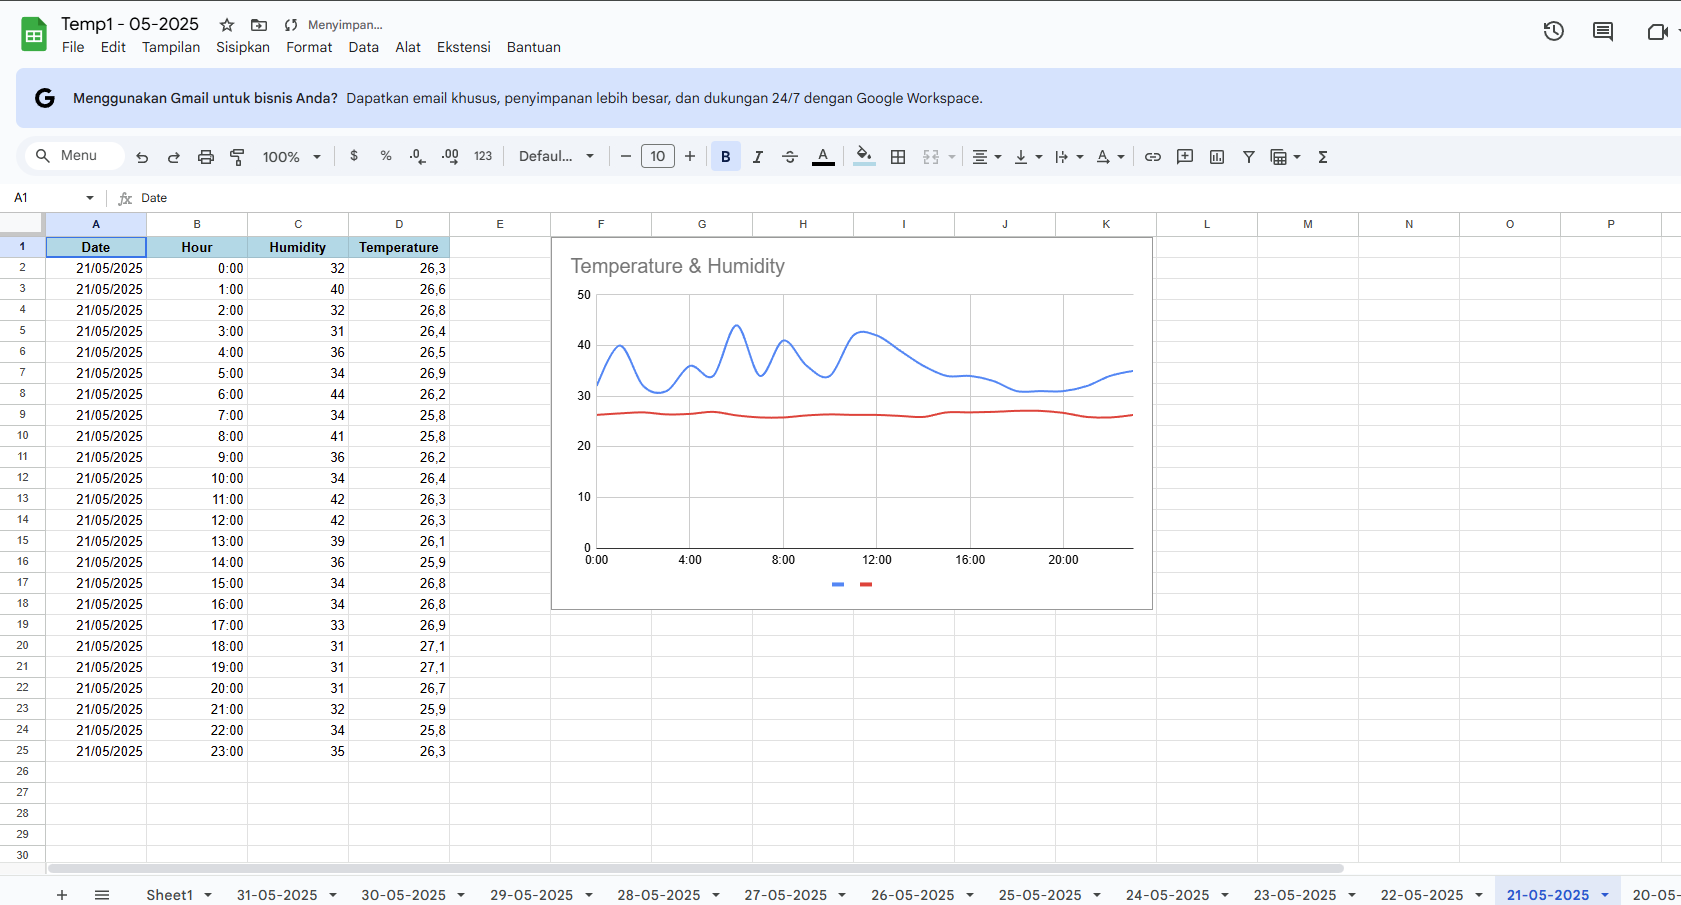 Temp1 - 05-2025 Menyimpan...
File Edit Tampilan Sisipkan Format Data Alat Ekstensi Bantuan
G Menggunakan Gmail untuk bisnis Anda? Dapatkan email khusus, penyimpanan lebih besar, dan dukungan 24/7 dengan Google Workspace.
Menu 100% $ % .0 .00 123 Defaul... − 10 + B I A Σ
A1 fx Date
A B C D E F G H I J K L M N O P
1 Date Hour Humidity Temperature
2 21/05/2025 0:00 32 26,3
3 21/05/2025 1:00 40 26,6
4 21/05/2025 2:00 32 26,8
5 21/05/2025 3:00 31 26,4
6 21/05/2025 4:00 36 26,5
7 21/05/2025 5:00 34 26,9
8 21/05/2025 6:00 44 26,2
9 21/05/2025 7:00 34 25,8
10 21/05/2025 8:00 41 25,8
11 21/05/2025 9:00 36 26,2
12 21/05/2025 10:00 34 26,4
13 21/05/2025 11:00 42 26,3
14 21/05/2025 12:00 42 26,3
15 21/05/2025 13:00 39 26,1
16 21/05/2025 14:00 36 25,9
17 21/05/2025 15:00 34 26,8
18 21/05/2025 16:00 34 26,8
19 21/05/2025 17:00 33 26,9
20 21/05/2025 18:00 31 27,1
21 21/05/2025 19:00 31 27,1
22 21/05/2025 20:00 31 26,7
23 21/05/2025 21:00 32 25,9
24 21/05/2025 22:00 34 25,8
25 21/05/2025 23:00 35 26,3
26
27
28
29
30
Temperature & Humidity
50
40
30
20
10
0
0:00 4:00 8:00 12:00 16:00 20:00
+ Sheet1 31-05-2025 30-05-2025 29-05-2025 28-05-2025 27-05-2025 26-05-2025 25-05-2025 24-05-2025 23-05-2025 22-05-2025 21-05-2025 20-05-